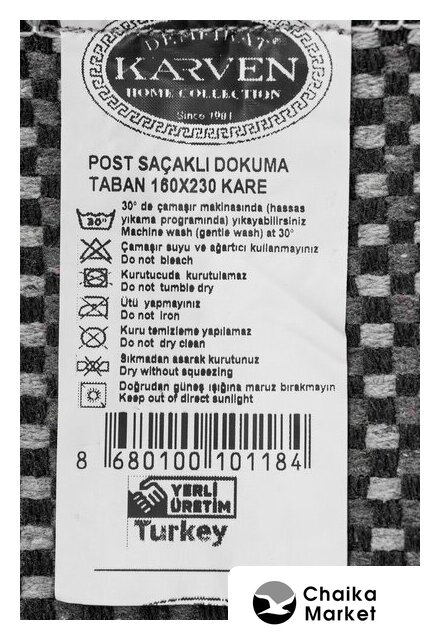 KARVEN
HOME COLLECTION
Since 1981
POST SAÇAKLI DOKUMA
TABAN 160X230 KARE
30° de çamaşır makinasında (hassas
yıkama programında) yıkayabilirsiniz
Machine wash (gentle wash) at 30°
30°
Çamaşır suyu ve ağartıcı kullanmayınız
Do not bleach
Kurutucuda kurutulamaz
Do not tumble dry
Ütü yapmayınız
Do not iron
Kuru temizleme yapılamaz
Do not dry clean
Sıkmadan asarak kurutunuz
Dry without squeezing
Doğrudan güneş ışığına maruz bırakmayın
Keep out of direct sunlight
8 680100 101184
YERLİ
ÜRETİM
Turkey
Chaika
Market